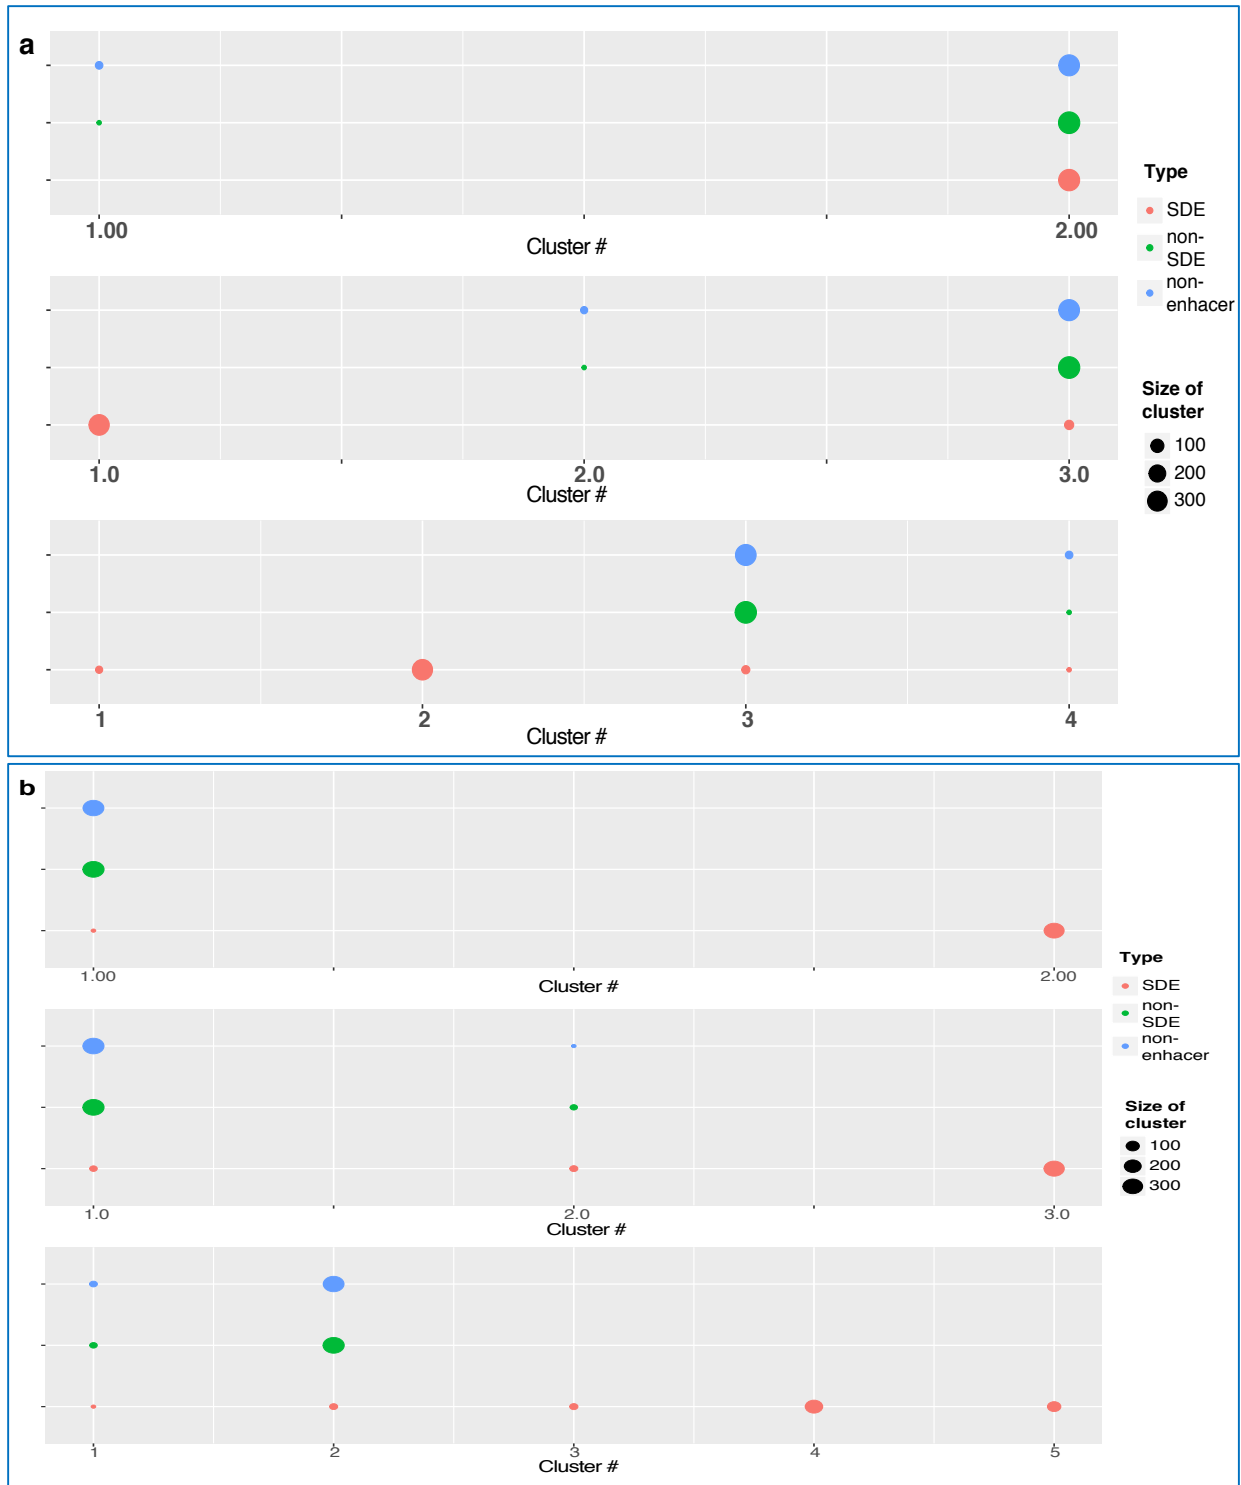 a
1.00
2.00
Cluster #
Type
SDE
non-
SDE
non-
enhacer
1.0
2.0
3.0
Cluster #
Size of
cluster
100
200
300
1
2
3
4
Cluster #
b
1.00
2.00
Cluster #
Type
SDE
non-
SDE
non-
enhacer
1.0
2.0
3.0
Cluster #
Size of
cluster
100
200
300
1
2
3
4
5
Cluster #